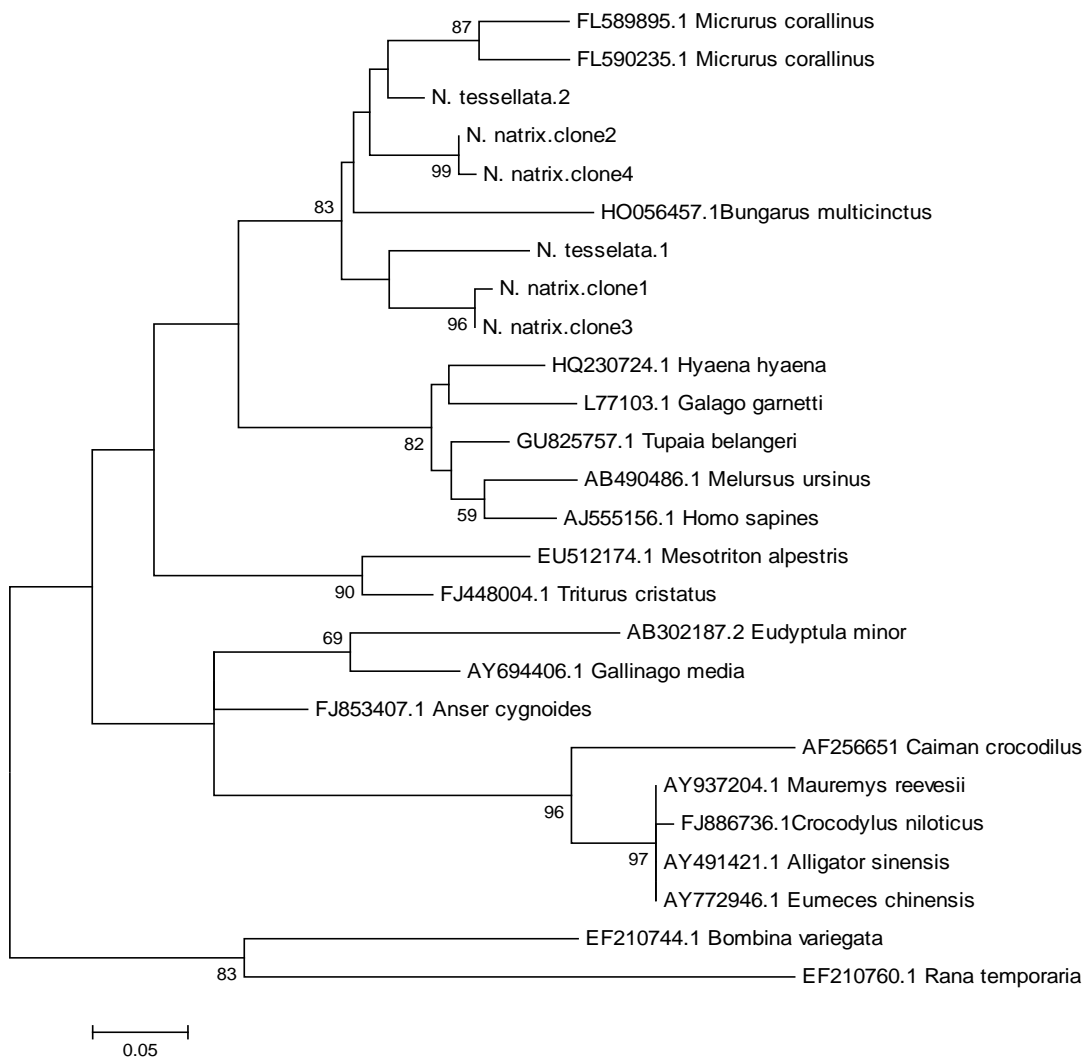 87
FL589895.1 Micrurus corallinus
FL590235.1 Micrurus corallinus
N. tessellata.2
N. natrix.clone2
99
N. natrix.clone4
83
HO056457.1Bungarus multicinctus
N. tesselata.1
N. natrix.clone1
96
N. natrix.clone3
HQ230724.1 Hyaena hyaena
L77103.1 Galago garnetti
82
GU825757.1 Tupaia belangeri
AB490486.1 Melursus ursinus
59
AJ555156.1 Homo sapines
EU512174.1 Mesotriton alpestris
90
FJ448004.1 Triturus cristatus
69
AB302187.2 Eudyptula minor
AY694406.1 Gallinago media
FJ853407.1 Anser cygnoides
AF256651 Caiman crocodilus
96
AY937204.1 Mauremys reevesii
FJ886736.1Crocodylus niloticus
97
AY491421.1 Alligator sinensis
AY772946.1 Eumeces chinensis
EF210744.1 Bombina variegata
83
EF210760.1 Rana temporaria
0.05